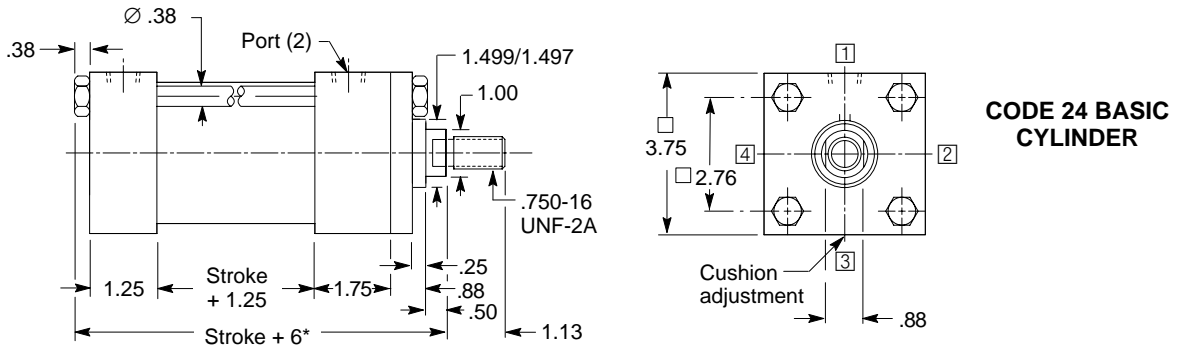 Ø .38
.38
Port (2)
1.499/1.497
1.00
.750-16
UNF-2A
.25
.88
.50
1.13
1.25
Stroke
+ 1.25
1.75
Stroke + 6*
1
2
3
4
□
3.75
□ 2.76
Cushion
adjustment
.88
CODE 24 BASIC
CYLINDER